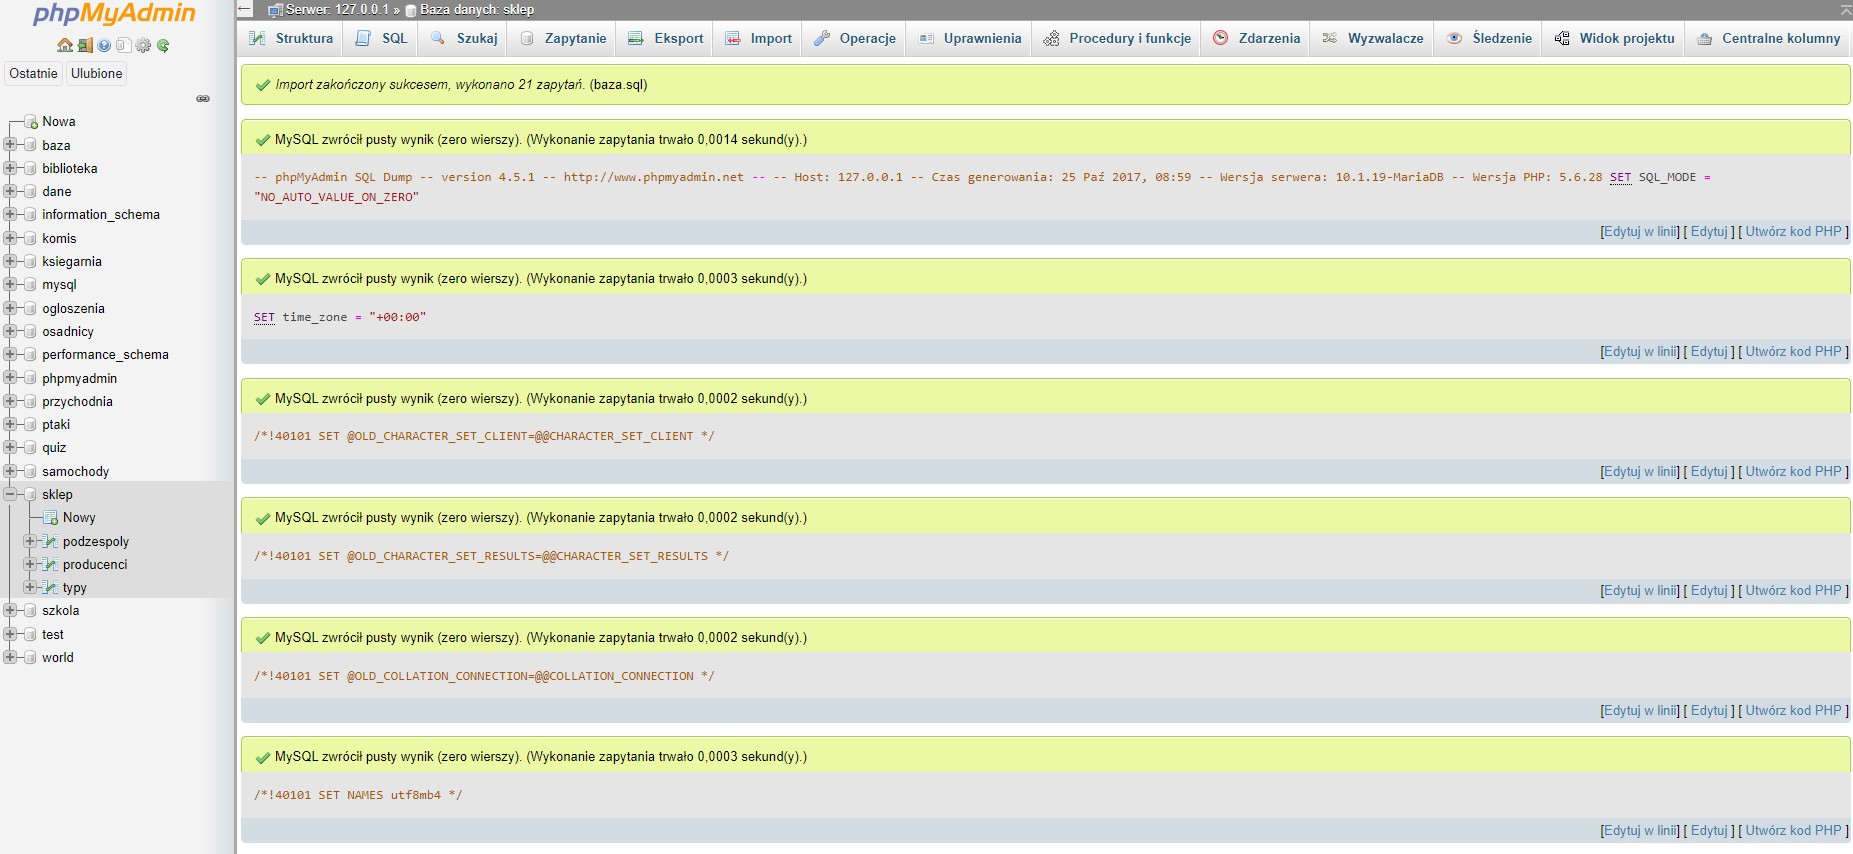 phpMyAdmin
Ostatnie Ulubione
Nowa
baza
biblioteka
dane
information_schema
komis
ksiegarnia
mysql
ogloszenia
osadnicy
performance_schema
phpmyadmin
przychodnia
ptaki
quiz
samochody
sklep
Nowy
podzespoly
producenci
typy
szkola
test
world
Serwer: 127.0.0.1 » Baza danych: sklep
Struktura SQL Szukaj Zapytanie Eksport Import Operacje Uprawnienia Procedury i funkcje Zdarzenia Wyzwalacze Śledzenie Widok projektu Centralne kolumny
Import zakończony sukcesem, wykonano 21 zapytań. (baza.sql)
MySQL zwrócił pusty wynik (zero wierszy). (Wykonanie zapytania trwało 0,0014 sekund(y).)
-- phpMyAdmin SQL Dump -- version 4.5.1 -- http://www.phpmyadmin.net -- -- Host: 127.0.0.1 -- Czas generowania: 25 Paź 2017, 08:59 -- Wersja serwera: 10.1.19-MariaDB -- Wersja PHP: 5.6.28 SET SQL_MODE =
"NO_AUTO_VALUE_ON_ZERO"
[Edytuj w linii] [ Edytuj ] [ Utwórz kod PHP ]
MySQL zwrócił pusty wynik (zero wierszy). (Wykonanie zapytania trwało 0,0003 sekund(y).)
SET time_zone = "+00:00"
[Edytuj w linii] [ Edytuj ] [ Utwórz kod PHP ]
MySQL zwrócił pusty wynik (zero wierszy). (Wykonanie zapytania trwało 0,0002 sekund(y).)
/*!40101 SET @OLD_CHARACTER_SET_CLIENT=@@CHARACTER_SET_CLIENT */
[Edytuj w linii] [ Edytuj ] [ Utwórz kod PHP ]
MySQL zwrócił pusty wynik (zero wierszy). (Wykonanie zapytania trwało 0,0002 sekund(y).)
/*!40101 SET @OLD_CHARACTER_SET_RESULTS=@@CHARACTER_SET_RESULTS */
[Edytuj w linii] [ Edytuj ] [ Utwórz kod PHP ]
MySQL zwrócił pusty wynik (zero wierszy). (Wykonanie zapytania trwało 0,0002 sekund(y).)
/*!40101 SET @OLD_COLLATION_CONNECTION=@@COLLATION_CONNECTION */
[Edytuj w linii] [ Edytuj ] [ Utwórz kod PHP ]
MySQL zwrócił pusty wynik (zero wierszy). (Wykonanie zapytania trwało 0,0003 sekund(y).)
/*!40101 SET NAMES utf8mb4 */
[Edytuj w linii] [ Edytuj ] [ Utwórz kod PHP ]